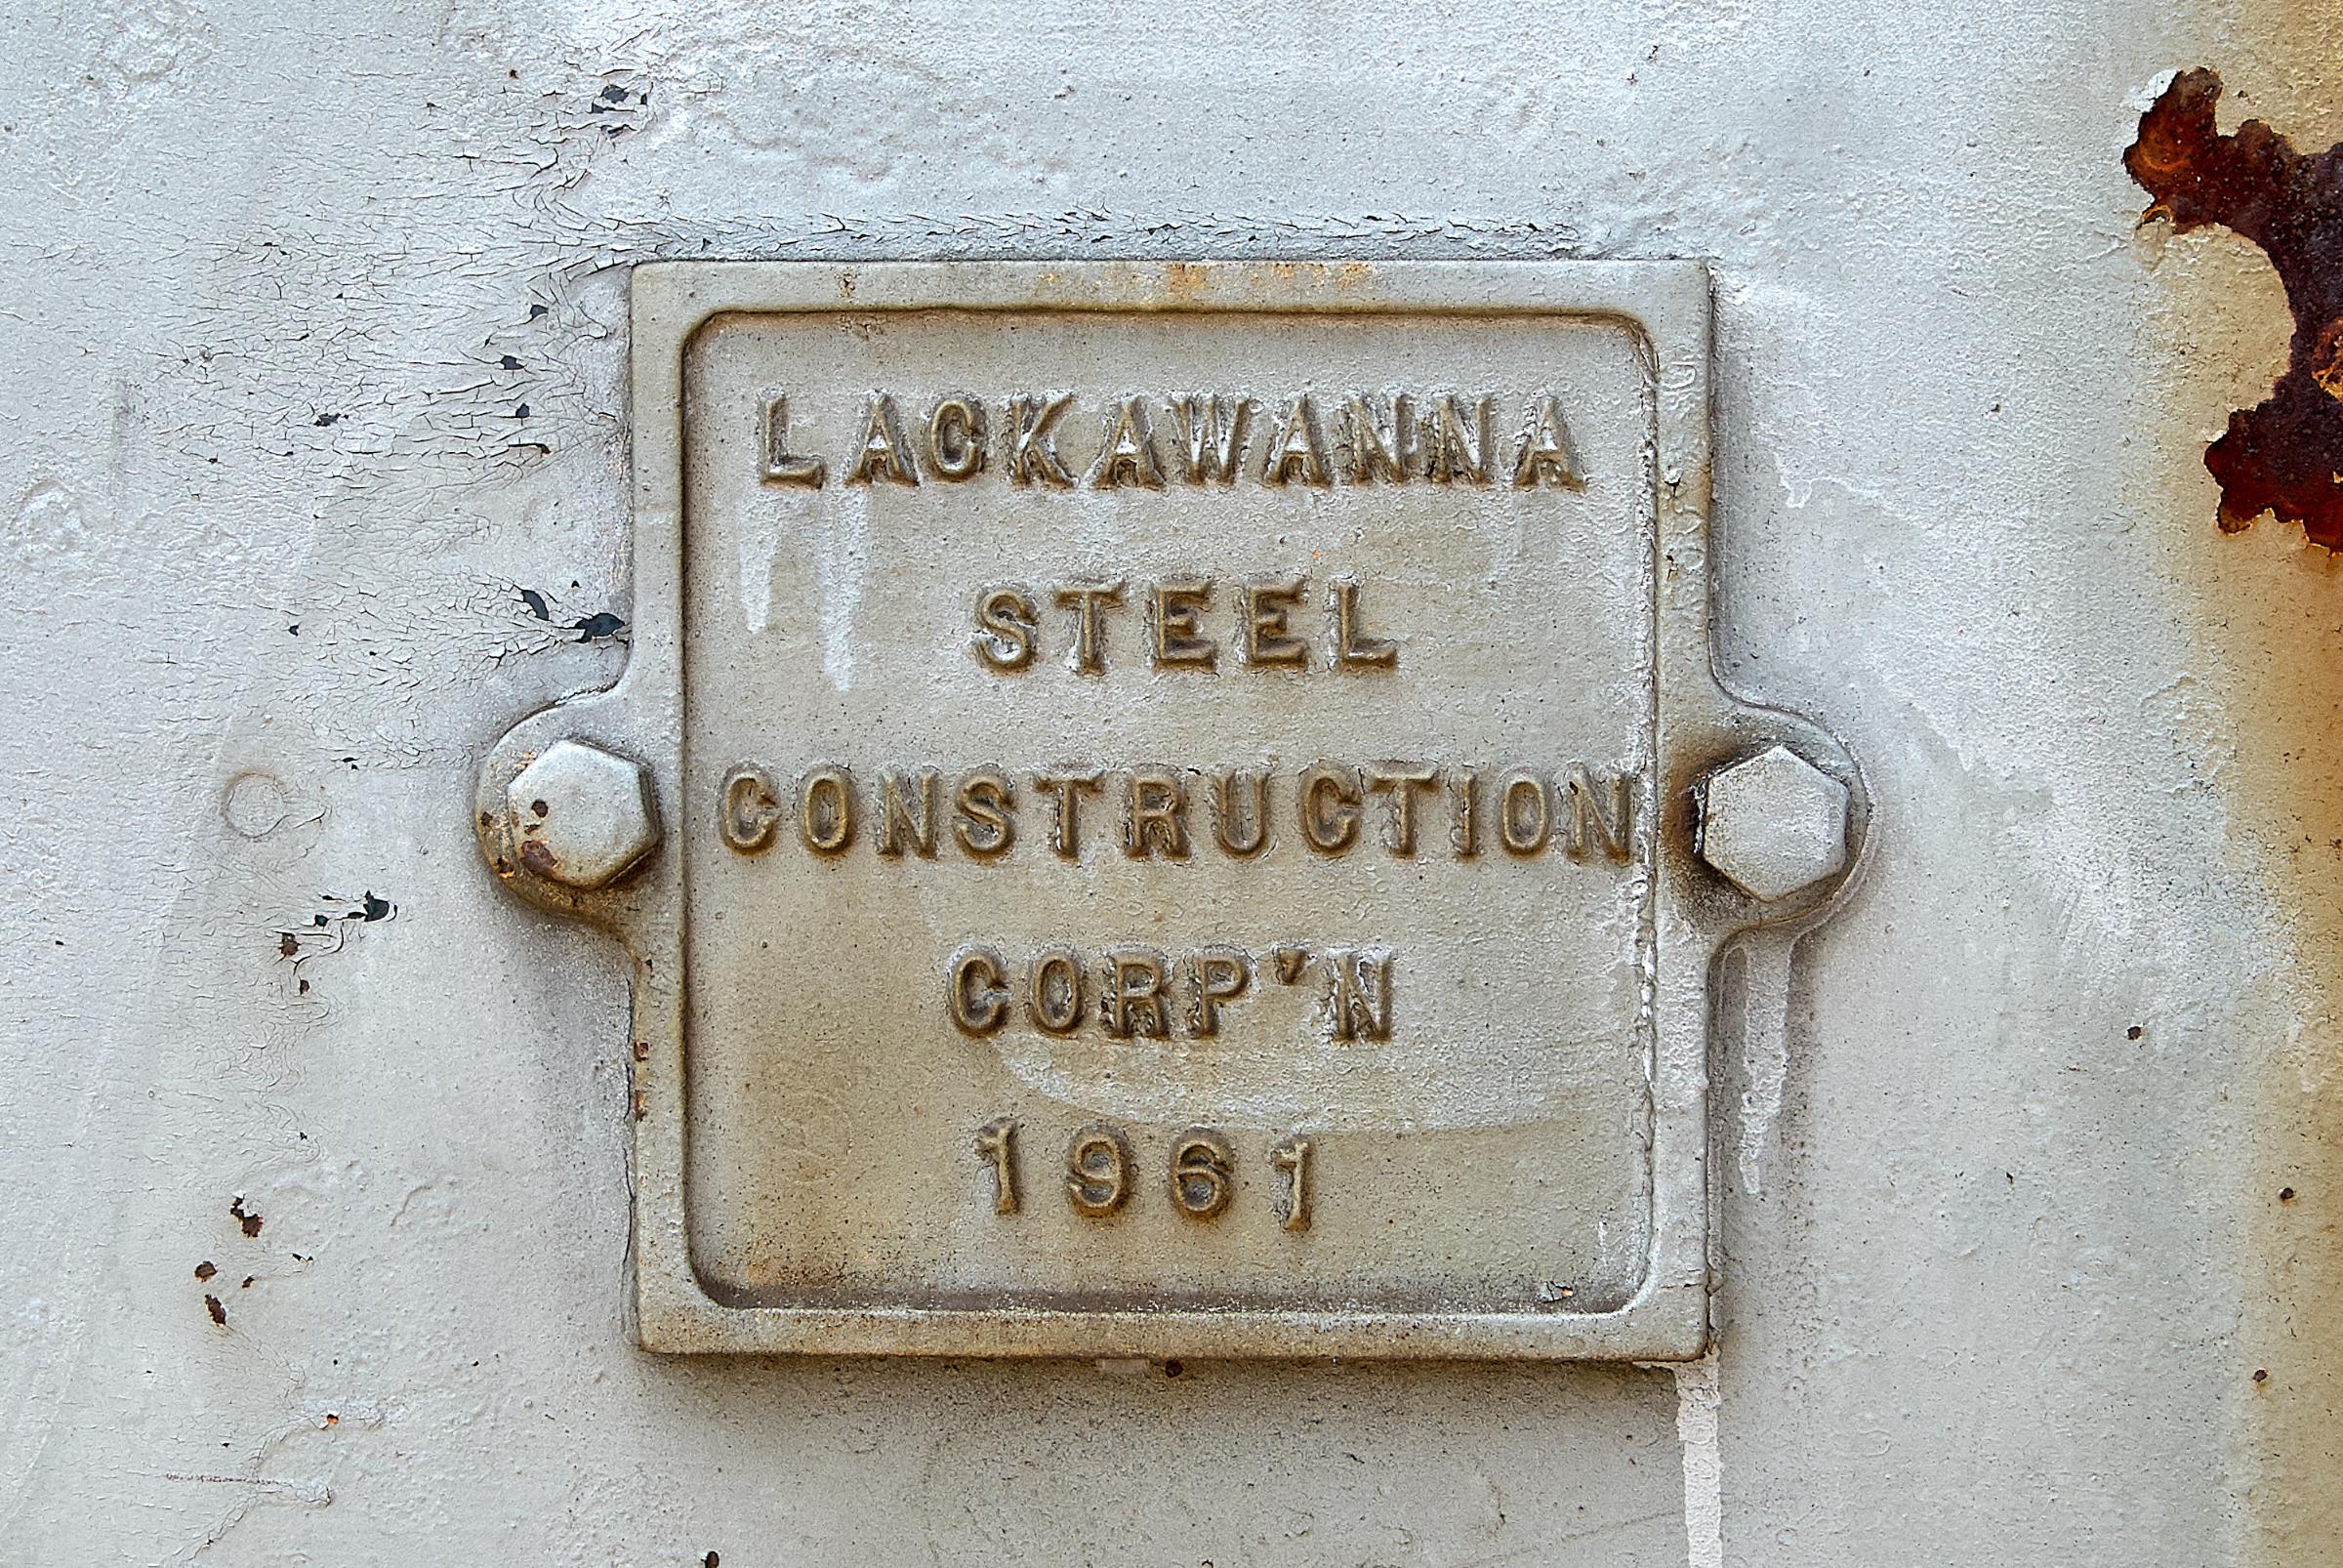 LACKAWANNA
STEEL
CONSTRUCTION
CORP'N
1961